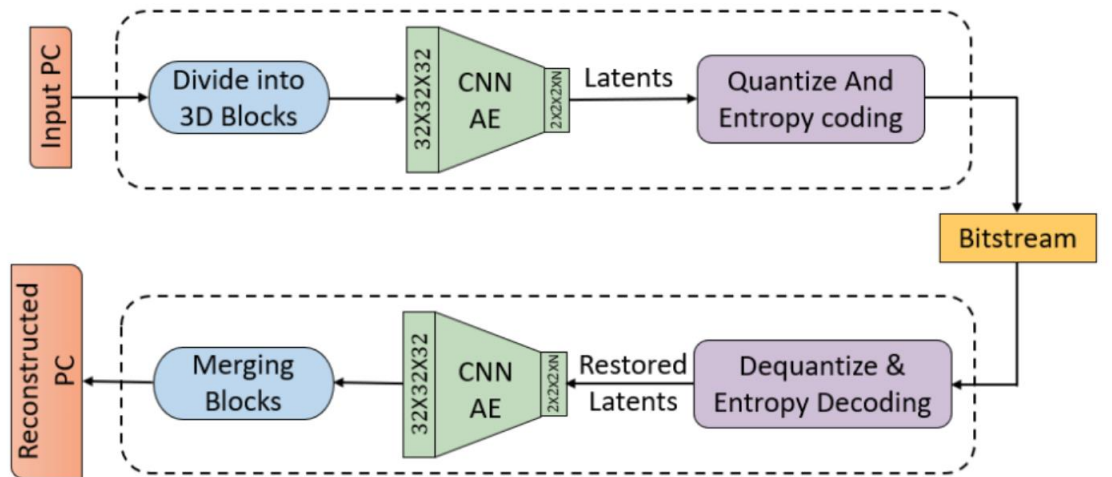 Input PC
Divide into
3D Blocks
32X32X32
CNN
AE
2X2X2XN
Latents
Quantize And
Entropy coding
Bitstream
Reconstructed
PC
Merging
Blocks
32X32X32
CNN
AE
2X2X2XN
Restored
Latents
Dequantize &
Entropy Decoding